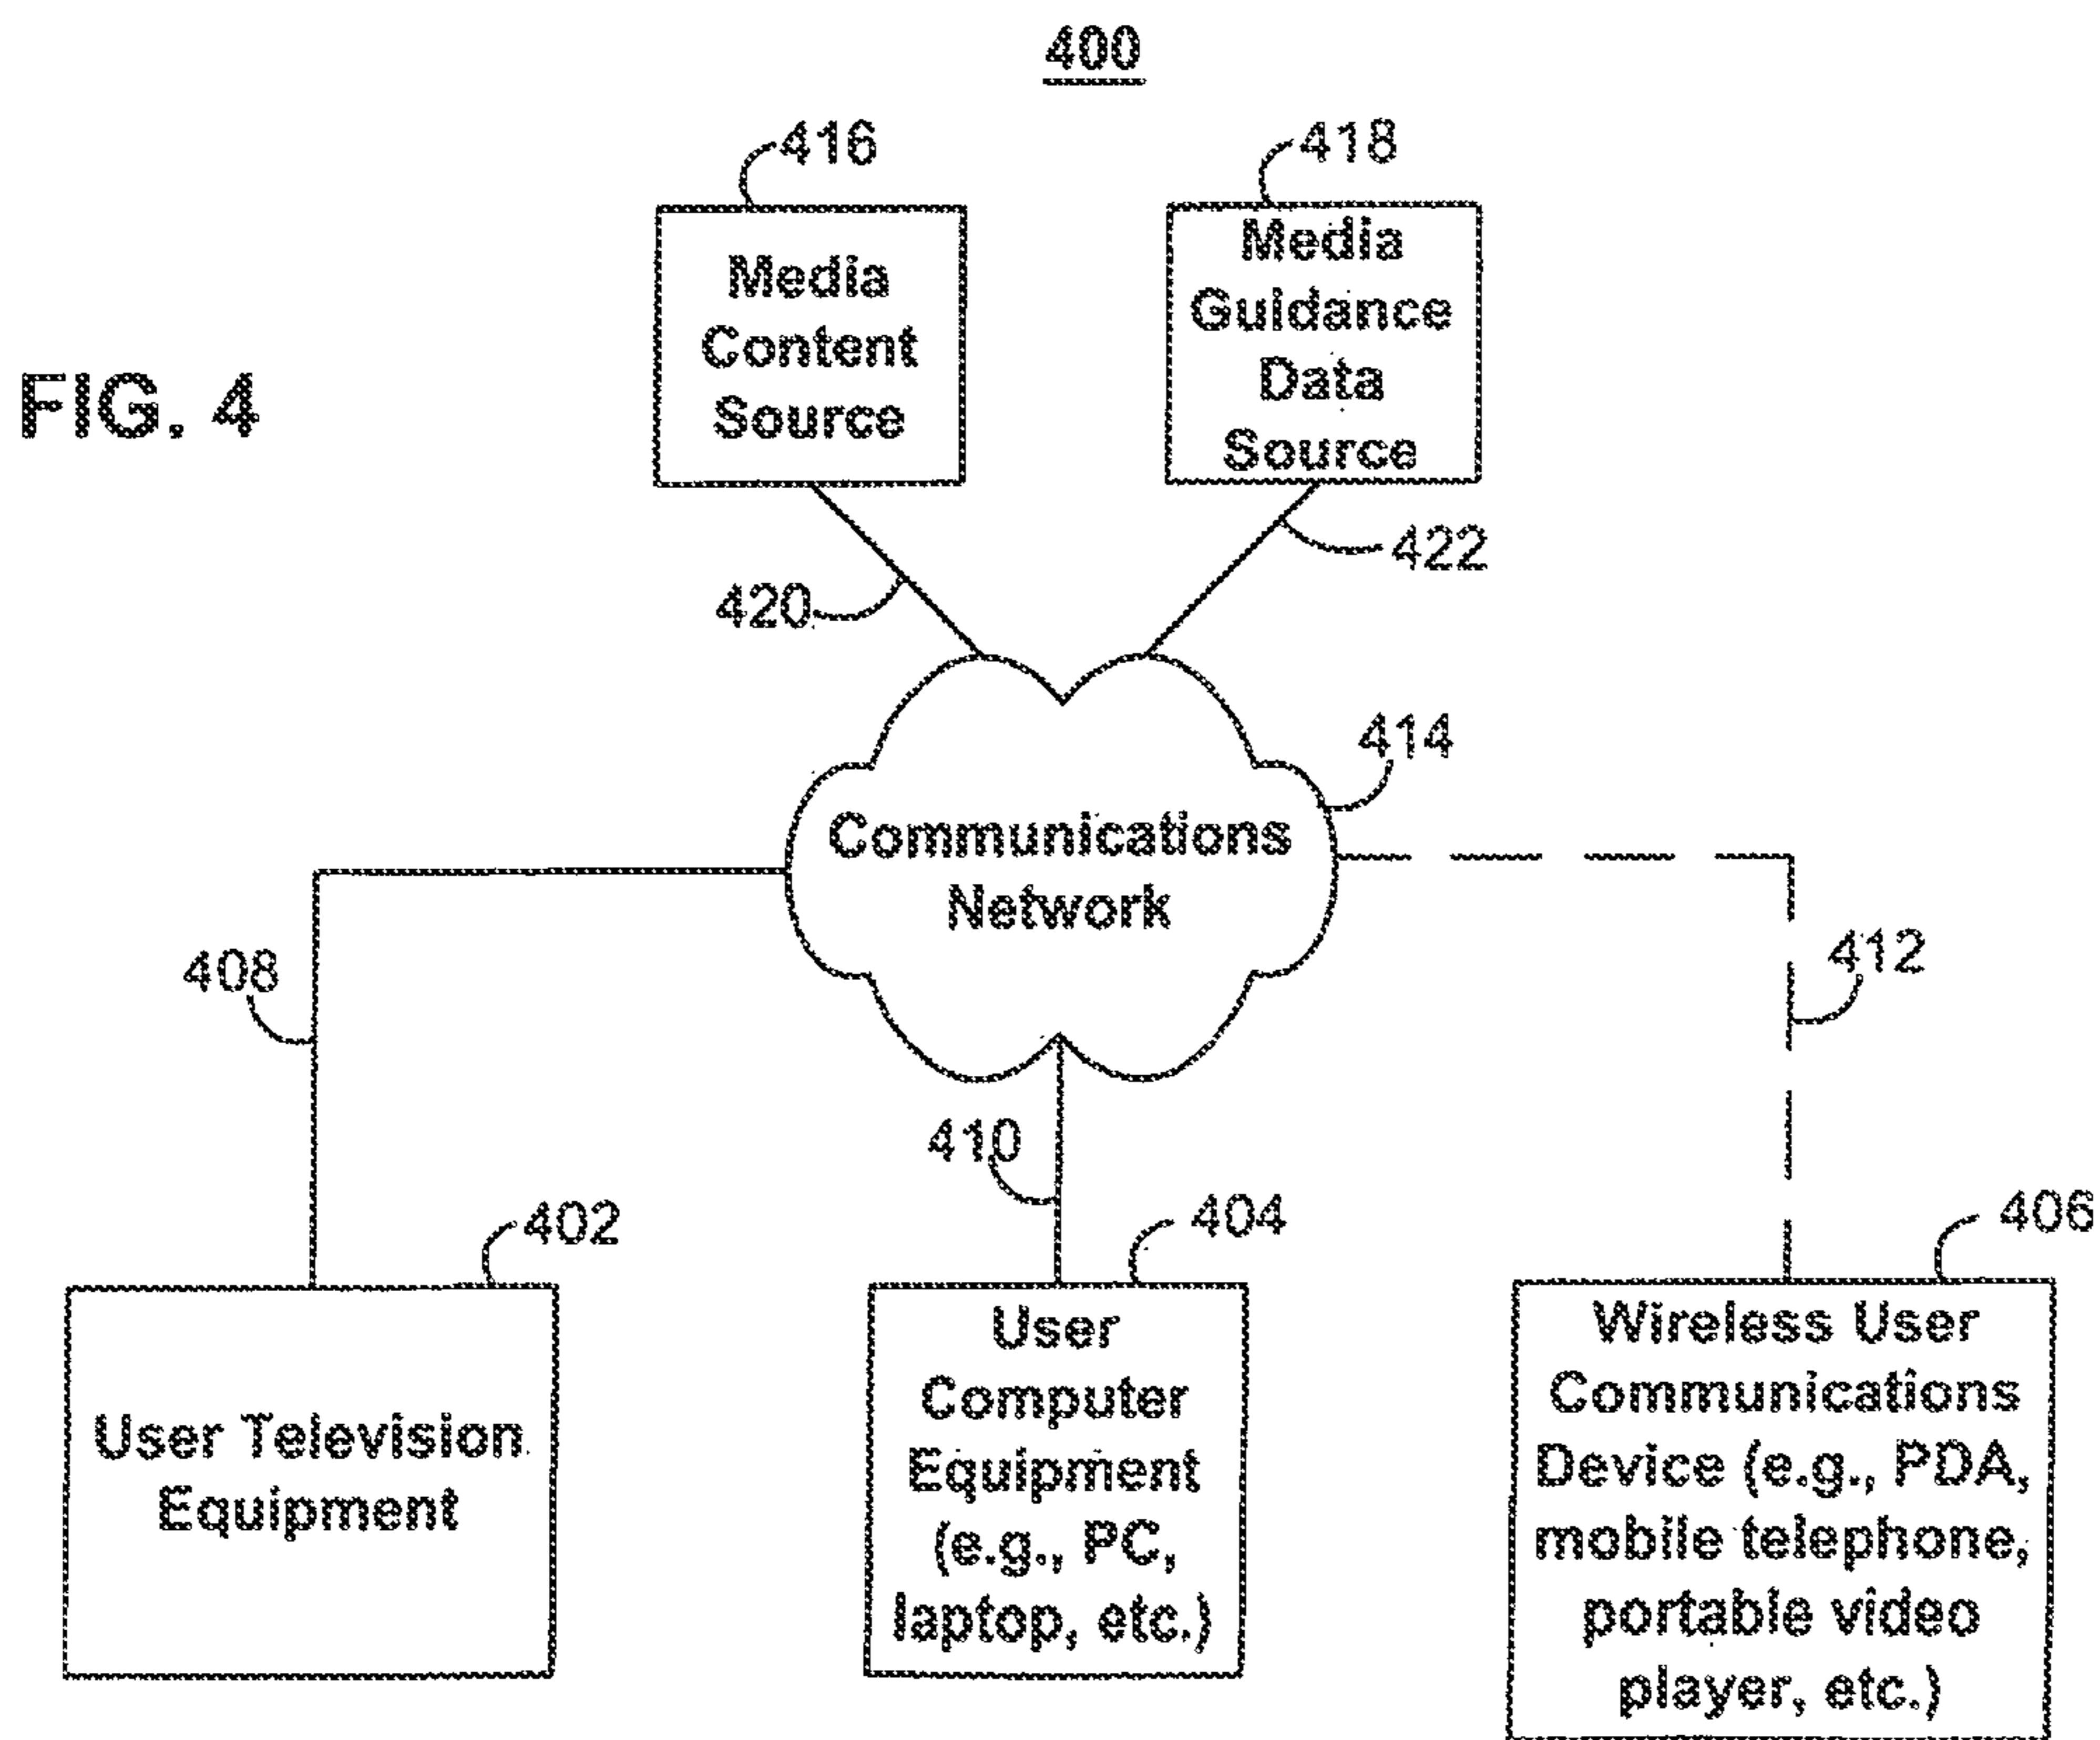 400
416
418
Media
Content
Source
Media
Guidance
Data
Source
FIG. 4
420
422
414
Communications
Network
408
412
410
402
404
406
User Television
Equipment
User
Computer
Equipment
(e.g., PC,
laptop, etc.)
Wireless User
Communications
Device (e.g., PDA,
mobile telephone,
portable video
player, etc.)